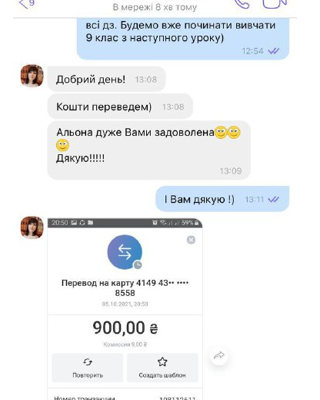 9
В мережі 8 хв тому
всі дз. Будемо вже починати вивчати
9 клас з наступного уроку)
12:54
Добрий день!
13:08
Кошти переведем)
13:08
Альона дуже Вами задоволена😊😊
😊
Дякую!!!!!
13:09
І Вам дякую !)
13:11
20:50
59%
Перевод на карту 4149 43•• ••••
8558
05.10.2021, 20:50
900,00 ₴
Комиссия 0,00 ₴
Повторить
Создать шаблон
Номер транзакции